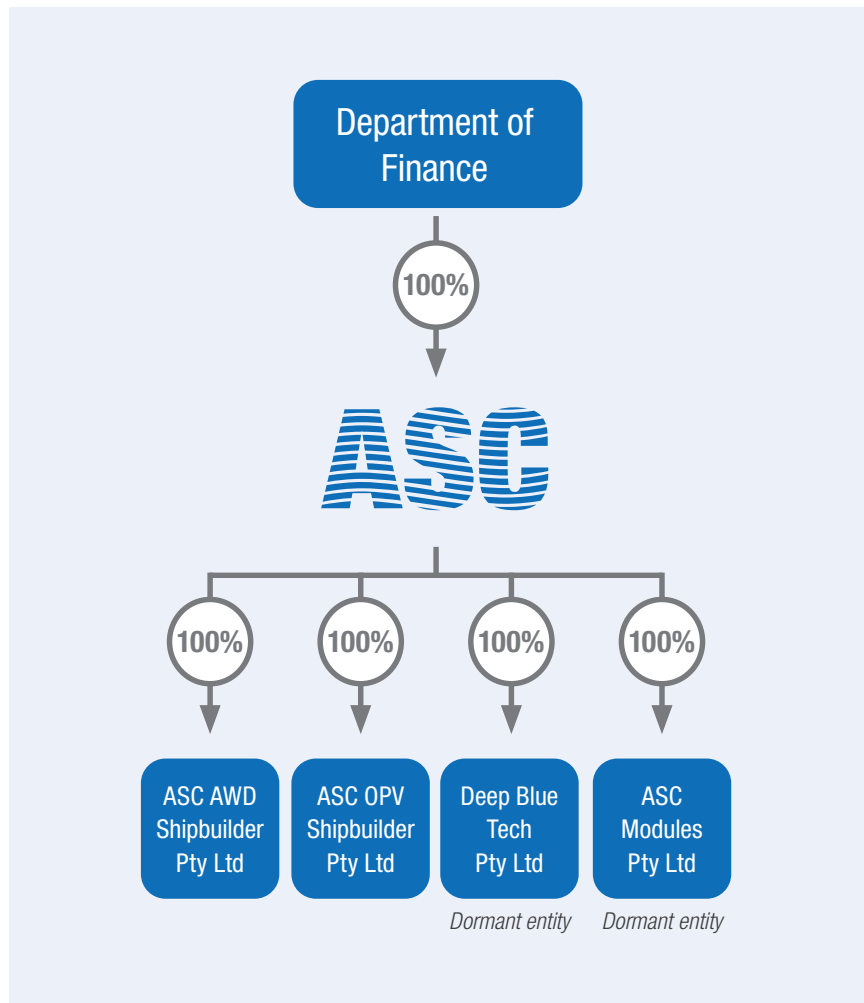 Department of
Finance
100%
ASC
100%
100%
100%
100%
ASC AWD
Shipbuilder
Pty Ltd
ASC OPV
Shipbuilder
Pty Ltd
Deep Blue
Tech
Pty Ltd
ASC
Modules
Pty Ltd
Dormant entity
Dormant entity